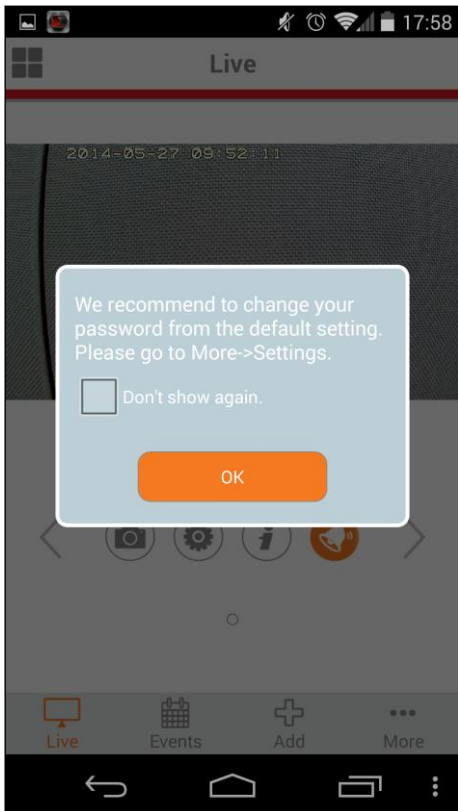 17:58
Live
2014-05-27 09:52:11
We recommend to change your
password from the default setting.
Please go to More->Settings.
Don't show again.
OK
Live Events Add More